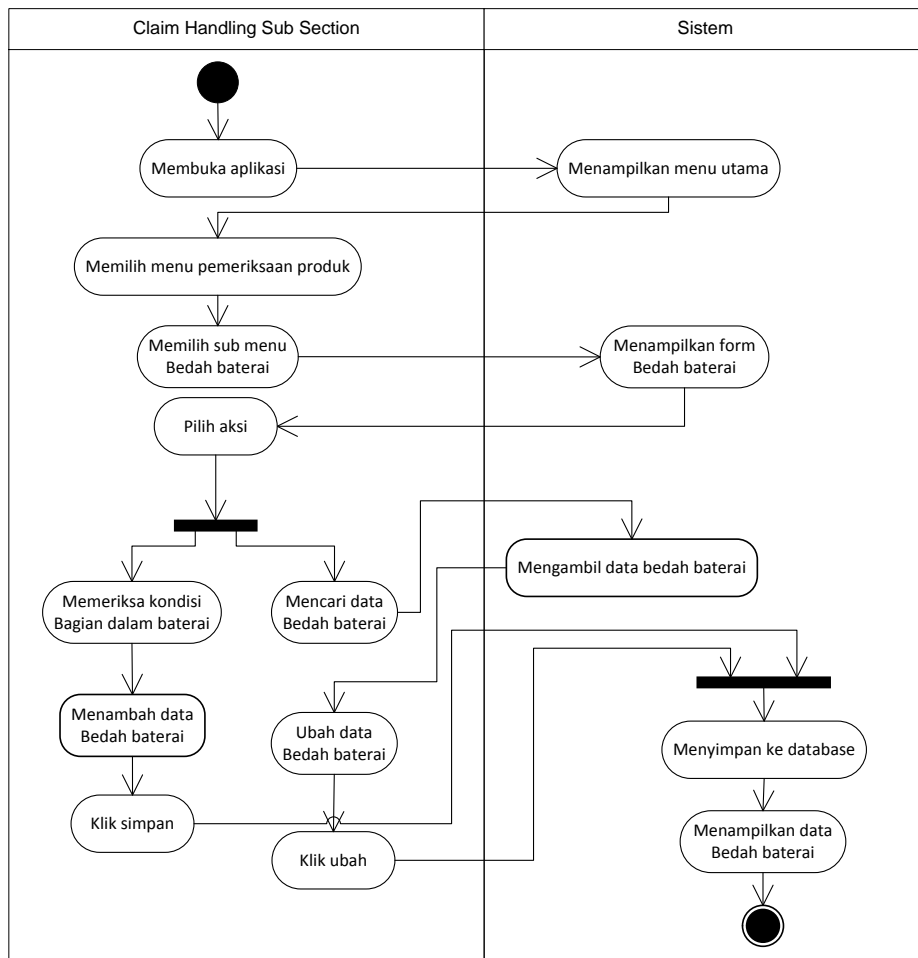 Claim Handling Sub Section
Sistem
Membuka aplikasi
Menampilkan menu utama
Memilih menu pemeriksaan produk
Memilih sub menu
Bedah baterai
Menampilkan form
Bedah baterai
Pilih aksi
Mengambil data bedah baterai
Memeriksa kondisi
Bagian dalam baterai
Mencari data
Bedah baterai
Menambah data
Bedah baterai
Ubah data
Bedah baterai
Menyimpan ke database
Klik simpan
Klik ubah
Menampilkan data
Bedah baterai